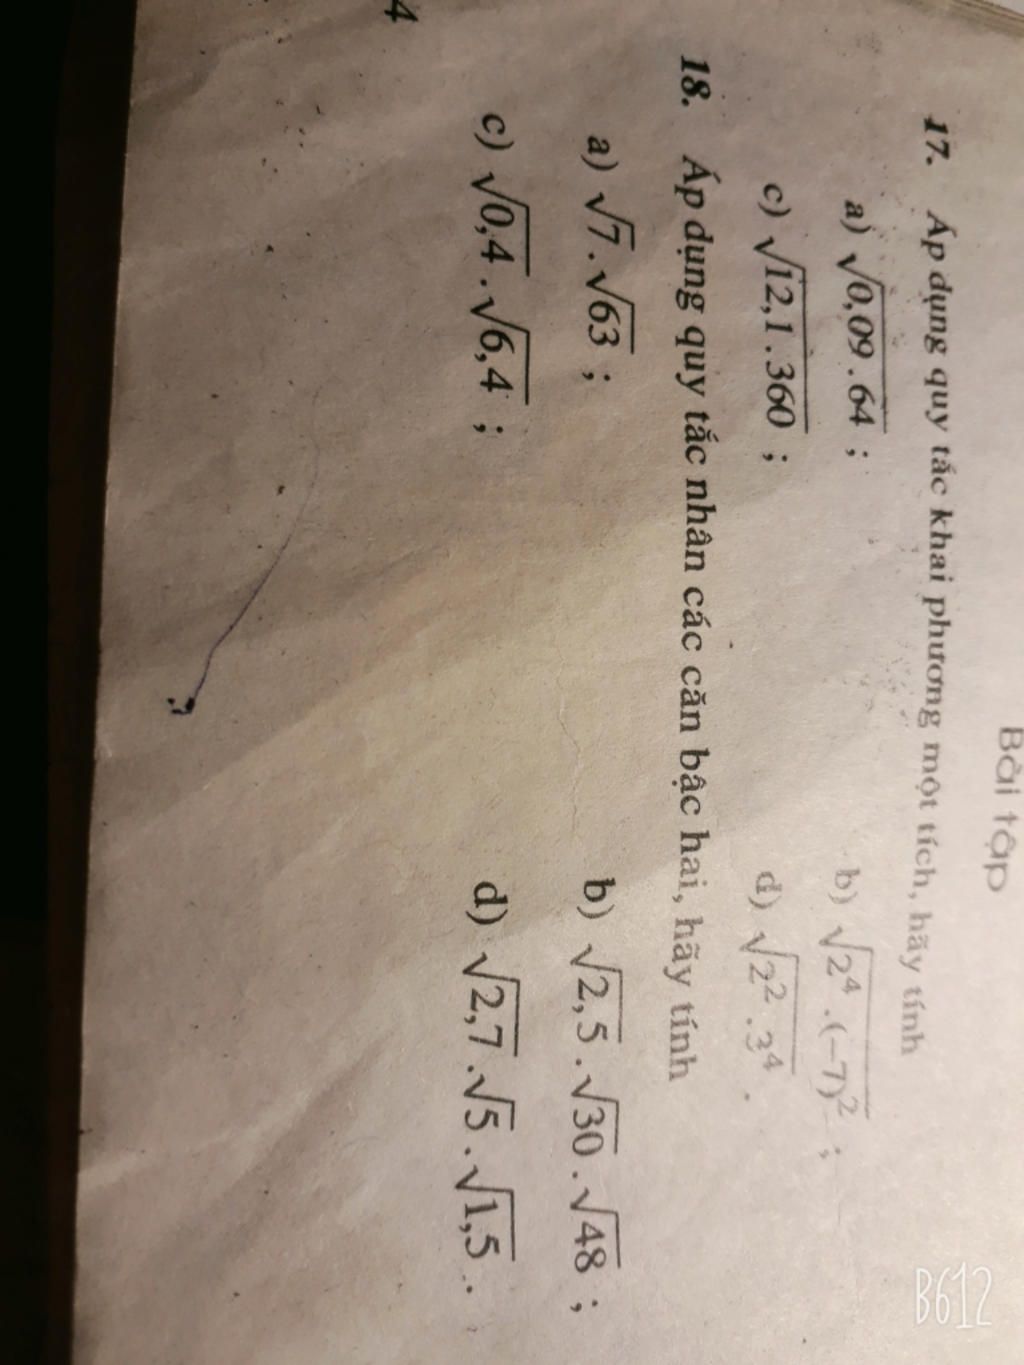 Bài tập
17. Áp dụng quy tắc khai phương một tích, hãy tính
a) √0,09 . 64 ; b) √2⁴ . (−7)² ;
c) √12,1 . 360 ; d) √2² . 3⁴ .
18. Áp dụng quy tắc nhân các căn bậc hai, hãy tính
a) √7 . √63 ; b) √2,5 . √30 . √48 ;
c) √0,4 . √6,4 ; d) √2,7 . √5 . √1,5 .
4
B612